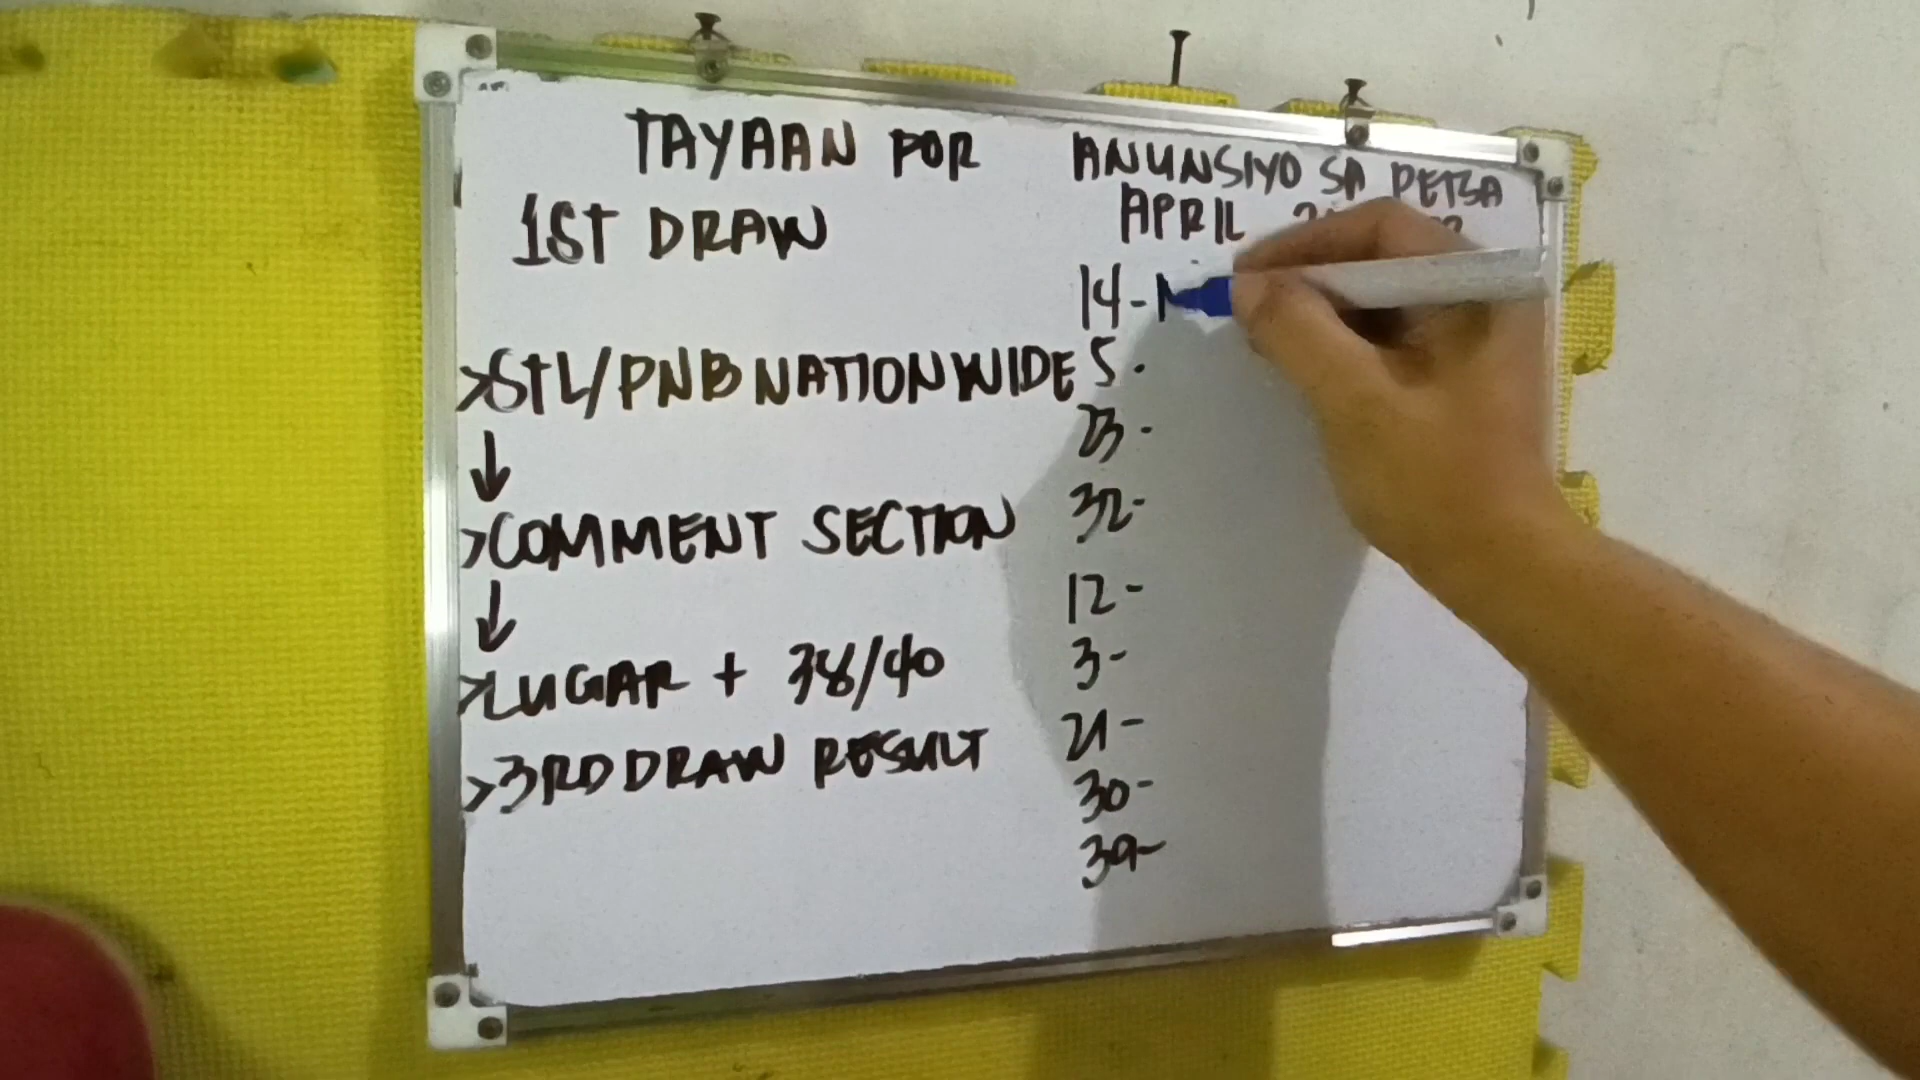 TAYAAN FOR
1ST DRAW
>STL/PNB NATIONWIDE
↓
>COMMENT SECTION
↓
>LUGAR + 38/40
>3RD DRAW RESULT
ANUNSIYO SA PETSA
APRIL
14-
5-
23-
32-
12-
3-
21-
30-
39-